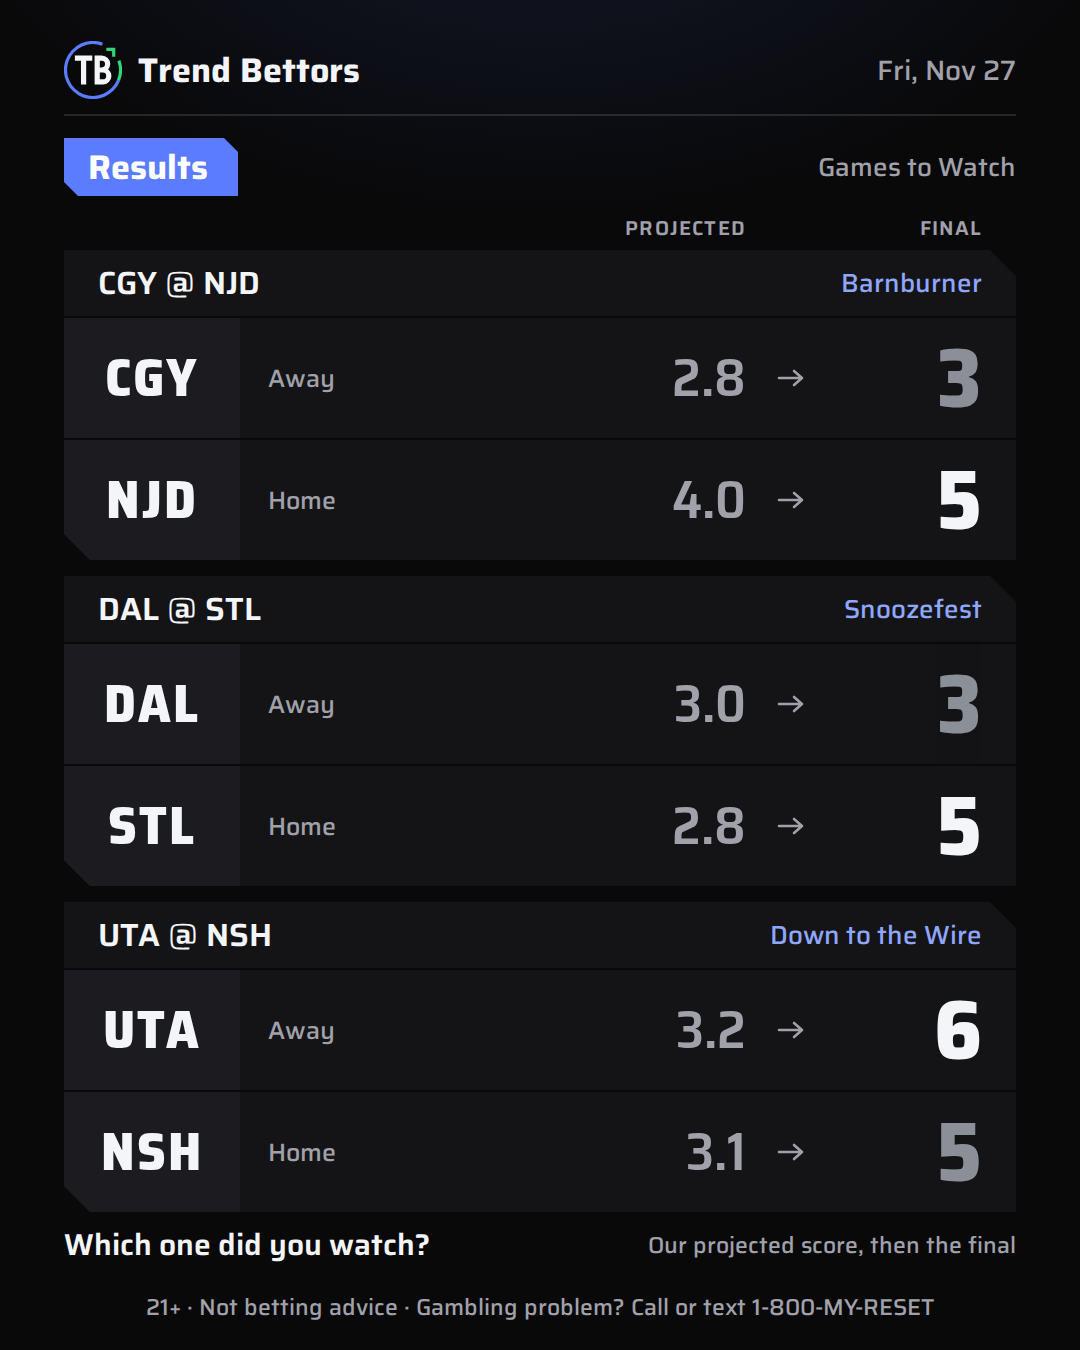 TB Trend Bettors Fri, Nov 27
Results Games to Watch
PROJECTED FINAL
CGY @ NJD Barnburner
CGY Away 2.8 → 3
NJD Home 4.0 → 5
DAL @ STL Snoozefest
DAL Away 3.0 → 3
STL Home 2.8 → 5
UTA @ NSH Down to the Wire
UTA Away 3.2 → 6
NSH Home 3.1 → 5
Which one did you watch? Our projected score, then the final
21+ · Not betting advice · Gambling problem? Call or text 1-800-MY-RESET